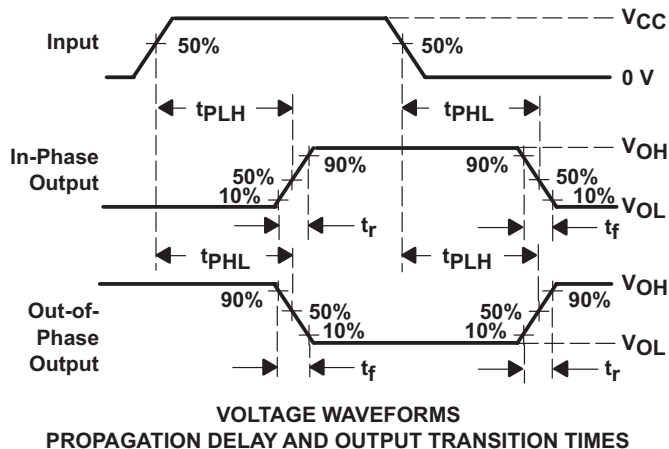 VCC
Input
50%
50%
0 V
tPLH
tPHL
In-Phase
Output
VOH
90%
90%
50%
50%
10%
10%
VOL
tr
tf
tPHL
tPLH
Out-of-
Phase
Output
VOH
90%
90%
50%
50%
10%
10%
VOL
tf
tr
VOLTAGE WAVEFORMS
PROPAGATION DELAY AND OUTPUT TRANSITION TIMES